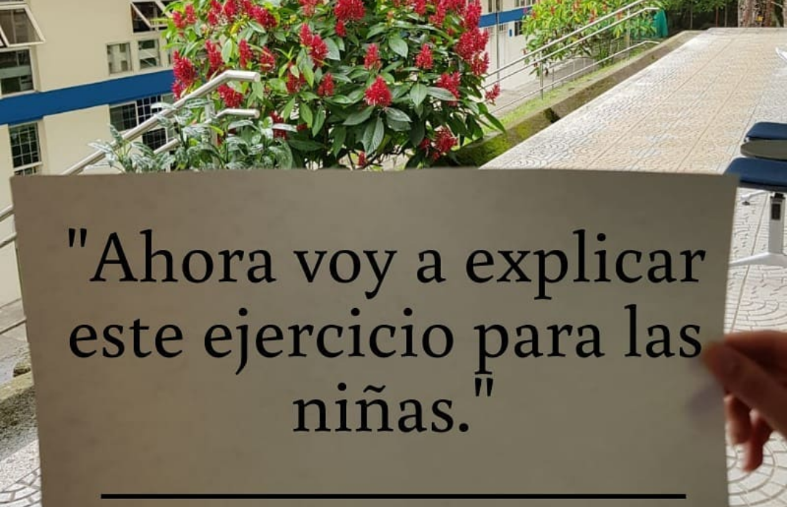 "Ahora voy a explicar
este ejercicio para las
niñas."